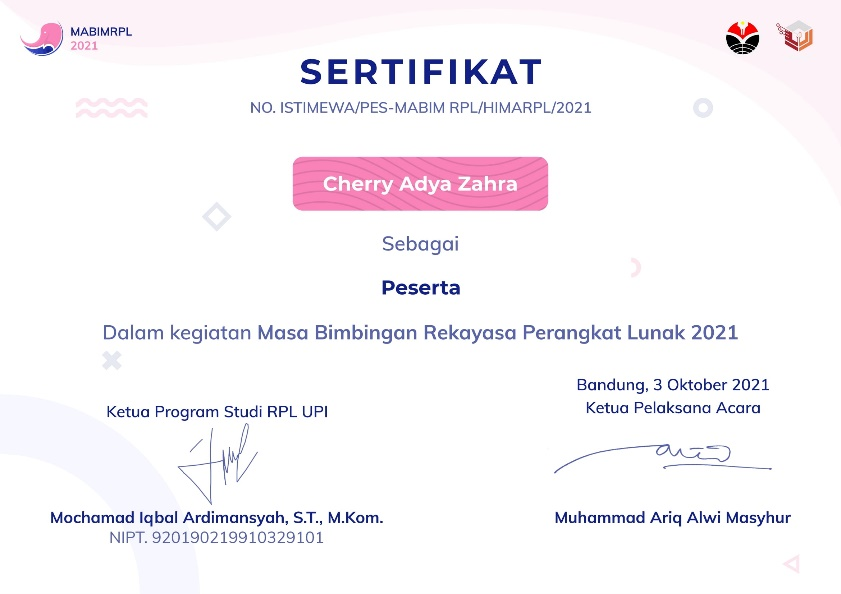 MABIMRPL
2021
SERTIFIKAT
NO. ISTIMEWA/PES-MABIM RPL/HIMARPL/2021
Cherry Adya Zahra
Sebagai
Peserta
Dalam kegiatan Masa Bimbingan Rekayasa Perangkat Lunak 2021
Bandung, 3 Oktober 2021
Ketua Program Studi RPL UPI
Ketua Pelaksana Acara
Mochamad Iqbal Ardimansyah, S.T., M.Kom.
Muhammad Ariq Alwi Masyhur
NIPT. 920190219910329101